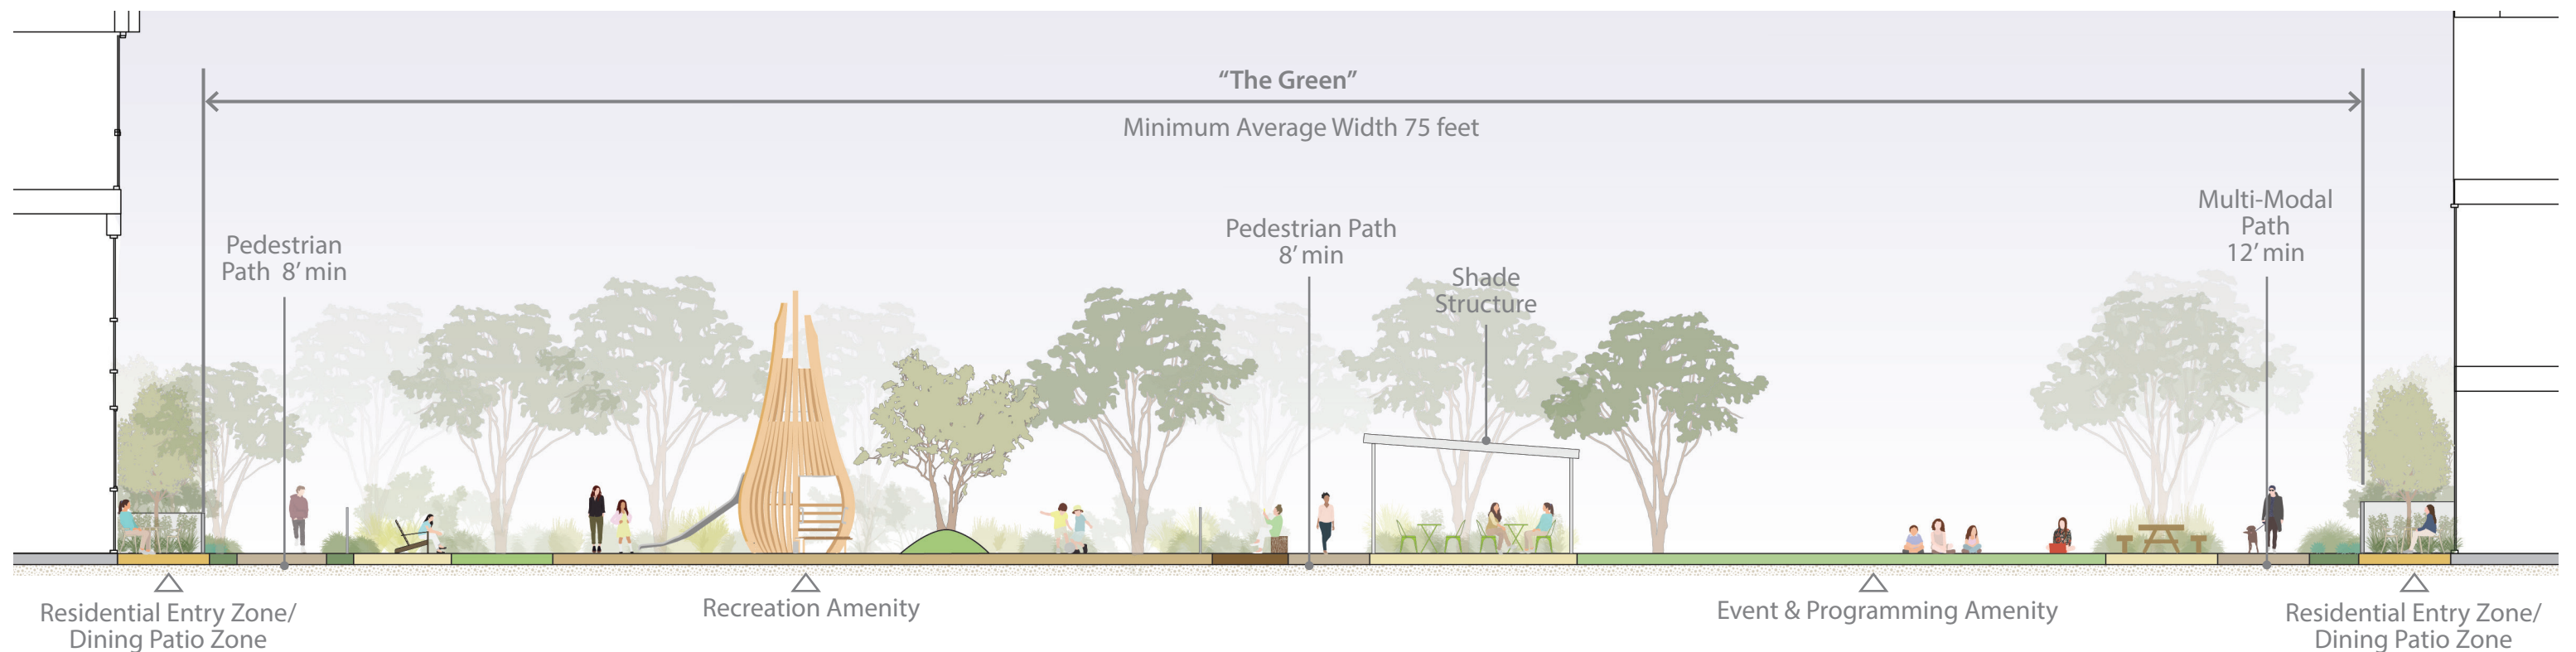 “The Green”
Minimum Average Width 75 feet
Pedestrian
Path 8’ min
Pedestrian Path
8’ min
Shade
Structure
Multi-Modal
Path
12’ min
Residential Entry Zone/
Dining Patio Zone
Recreation Amenity
Event & Programming Amenity
Residential Entry Zone/
Dining Patio Zone